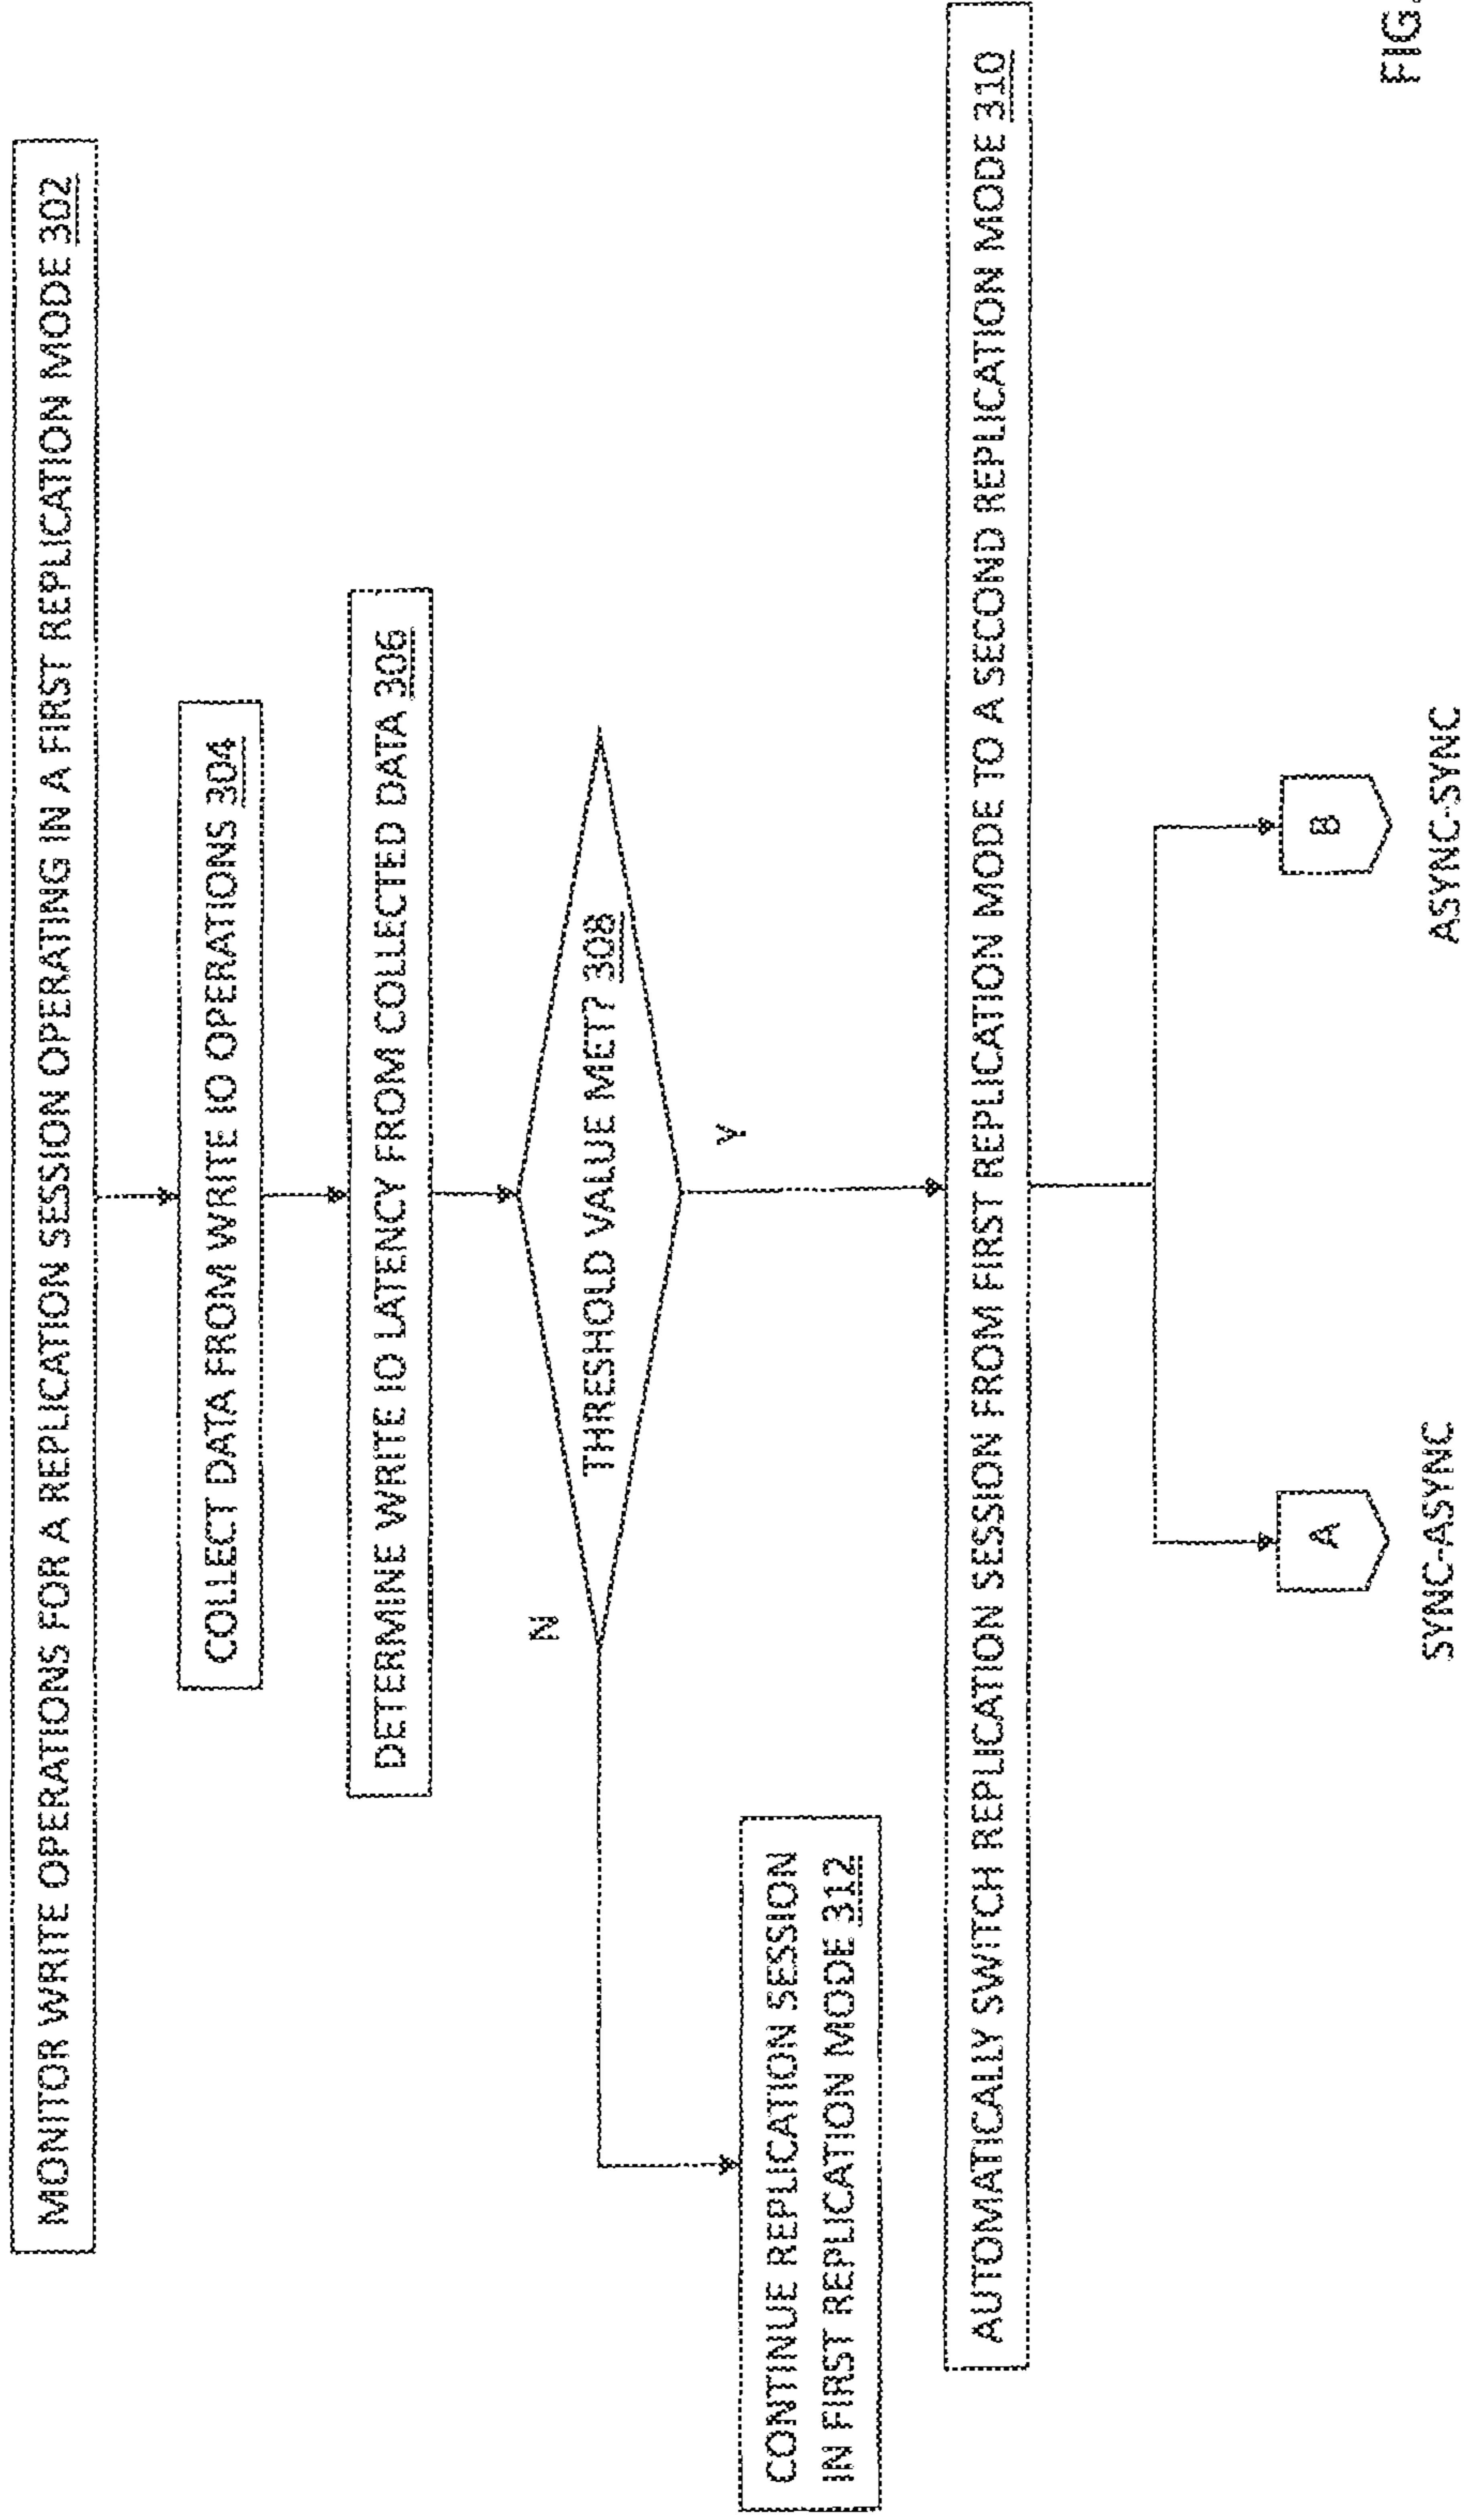 MONITOR WRITE OPERATIONS FOR A REPLICATION SESSION OPERATING IN A FIRST REPLICATION MODE 302
COLLECT DATA FROM WRITE IO OPERATIONS 304
DETERMINE WRITE IO LATENCY FROM COLLECTED DATA 306
THRESHOLD VALUE MET? 308
N
Y
CONTINUE REPLICATION SESSION
IN FIRST REPLICATION MODE 312
AUTOMATICALLY SWITCH REPLICATION SESSION FROM FIRST REPLICATION MODE TO A SECOND REPLICATION MODE 310
A
B
SYNC-ASYNC
ASYNC-SYNC
FIG.